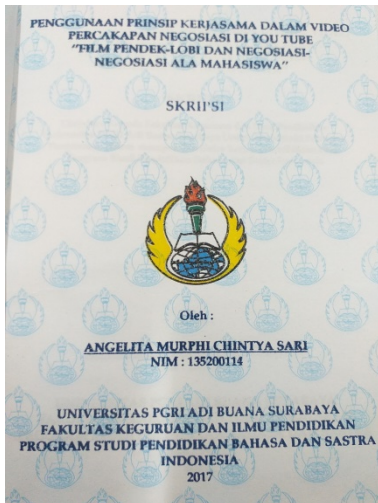 PENGGUNAAN PRINSIP KERJASAMA DALAM VIDEO
PERCAKAPAN NEGOSIASI DI YOU TUBE
"FILM PENDEK-LOBI DAN NEGOSIASI-
NEGOSIASI ALA MAHASISWA"
SKRIPSI
Oleh :
ANGELITA MURPHI CHINTYA SARI
NIM : 135200114
UNIVERSITAS PGRI ADI BUANA SURABAYA
FAKULTAS KEGURUAN DAN ILMU PENDIDIKAN
PROGRAM STUDI PENDIDIKAN BAHASA DAN SASTRA
INDONESIA
2017